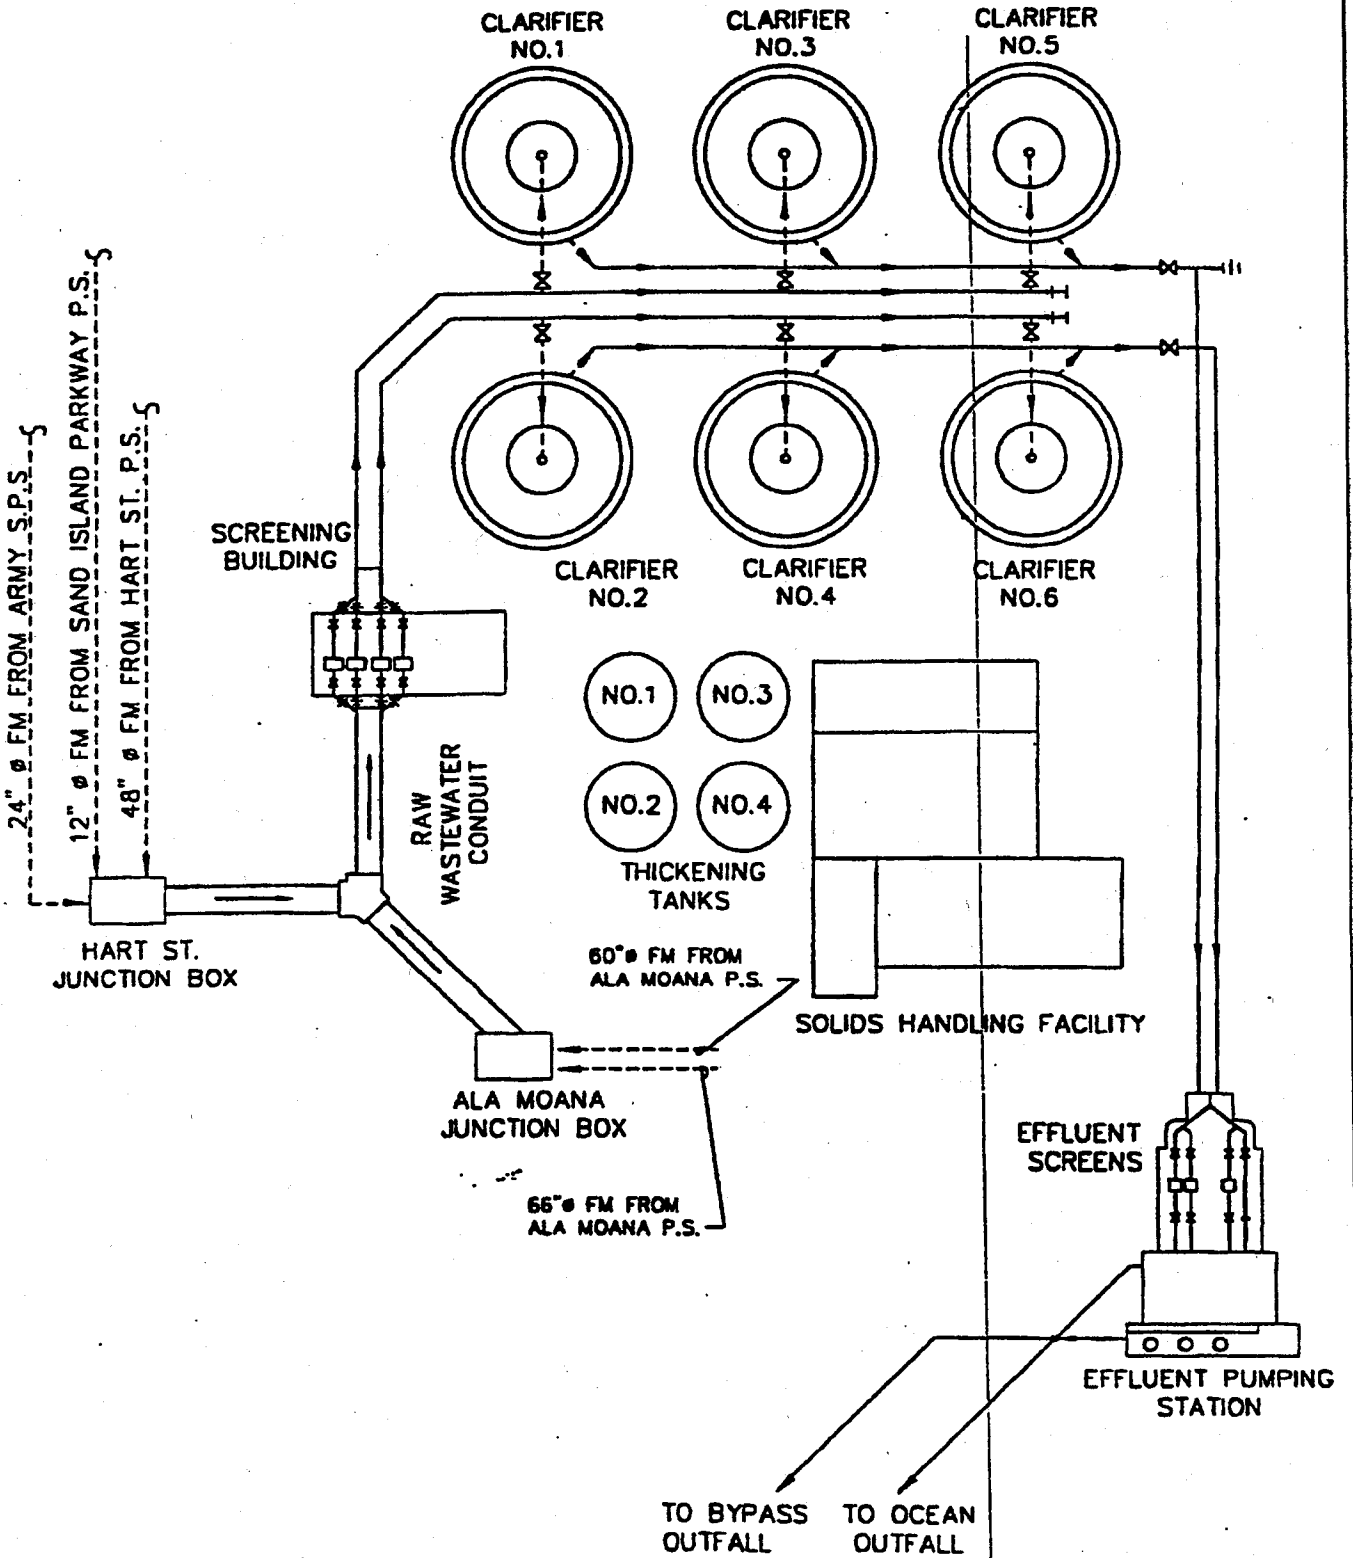 CLARIFIER
NO.1
CLARIFIER
NO.3
CLARIFIER
NO.5
24" ø FM FROM ARMY S.P.S
12" ø FM FROM SAND ISLAND PARKWAY P.S.
48" ø FM FROM HART ST. P.S.
SCREENING
BUILDING
CLARIFIER
NO.2
CLARIFIER
NO.4
CLARIFIER
NO.6
NO.1
NO.3
NO.2
NO.4
THICKENING
TANKS
RAW
WASTEWATER
CONDUIT
HART ST.
JUNCTION BOX
60"ø FM FROM
ALA MOANA P.S.
SOLIDS HANDLING FACILITY
ALA MOANA
JUNCTION BOX
66"ø FM FROM
ALA MOANA P.S.
EFFLUENT
SCREENS
EFFLUENT PUMPING
STATION
TO BYPASS
OUTFALL
TO OCEAN
OUTFALL